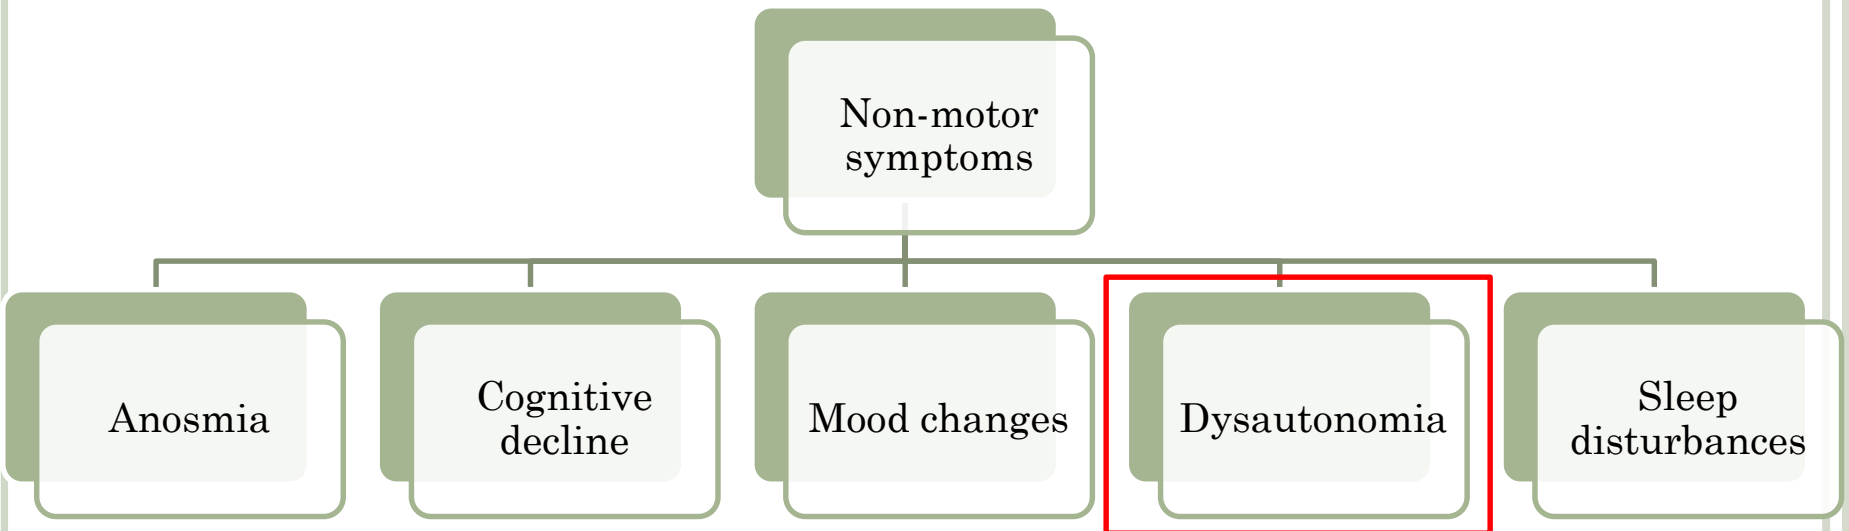 Non-motor
symptoms
Anosmia
Cognitive
decline
Mood changes
Dysautonomia
Sleep
disturbances